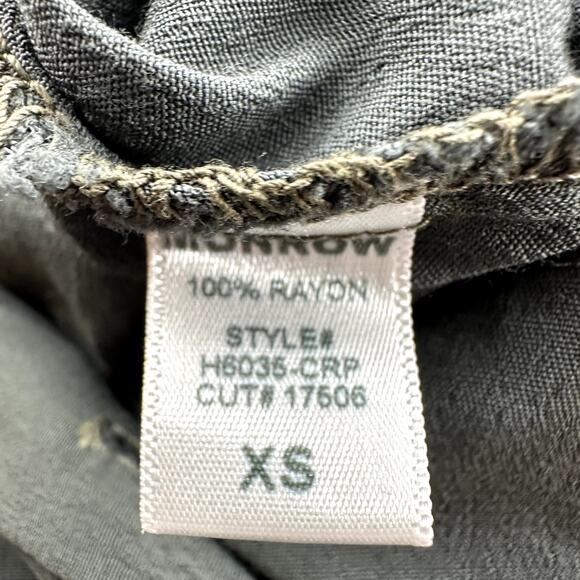 MONROW
100% RAYON
STYLE#
H6035-CRP
CUT# 17506
XS